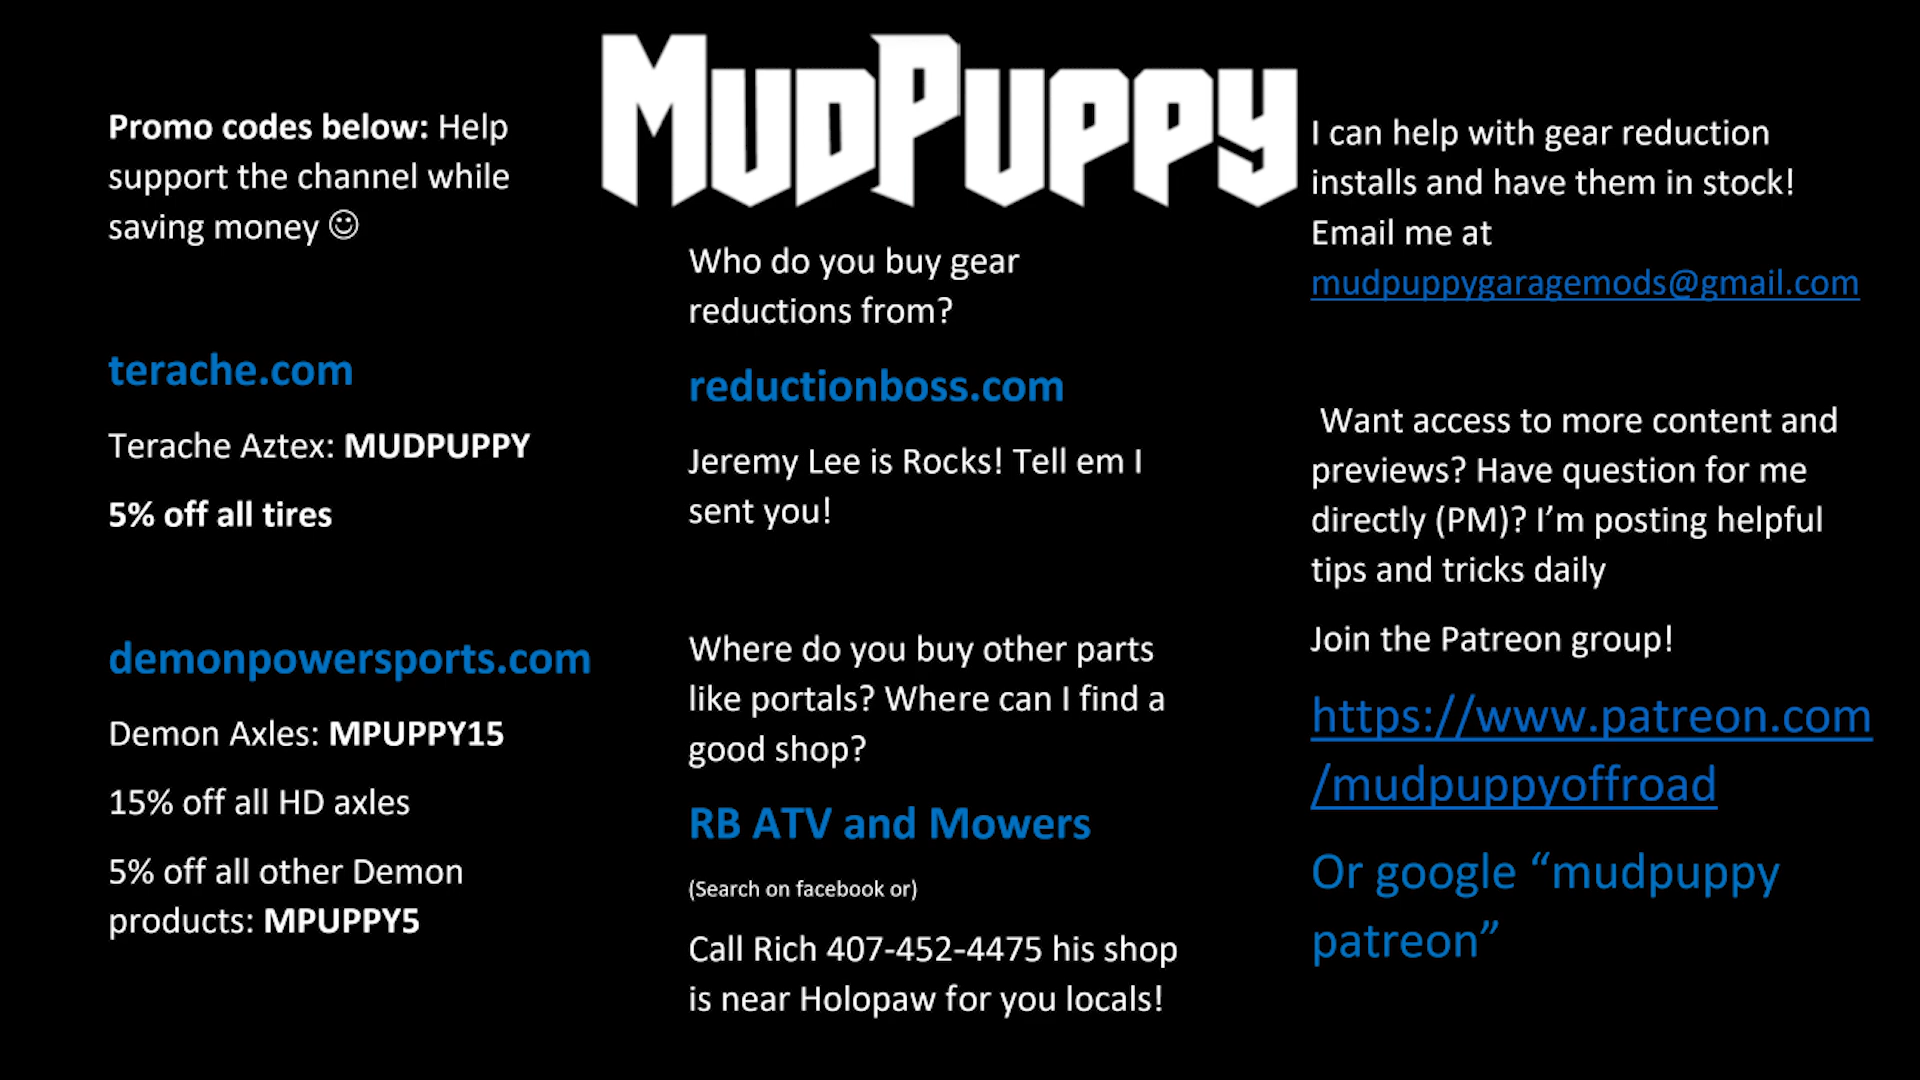 MudPuppy
Promo codes below: Help
support the channel while
saving money ☺
terache.com
Terache Aztex: MUDPUPPY
5% off all tires
demonpowersports.com
Demon Axles: MPUPPY15
15% off all HD axles
5% off all other Demon
products: MPUPPY5
Who do you buy gear
reductions from?
reductionboss.com
Jeremy Lee is Rocks! Tell em I
sent you!
Where do you buy other parts
like portals? Where can I find a
good shop?
RB ATV and Mowers
(Search on facebook or)
Call Rich 407-452-4475 his shop
is near Holopaw for you locals!
I can help with gear reduction
installs and have them in stock!
Email me at
mudpuppygaragemods@gmail.com
Want access to more content and
previews? Have question for me
directly (PM)? I’m posting helpful
tips and tricks daily
Join the Patreon group!
https://www.patreon.com
/mudpuppyoffroad
Or google “mudpuppy
patreon”